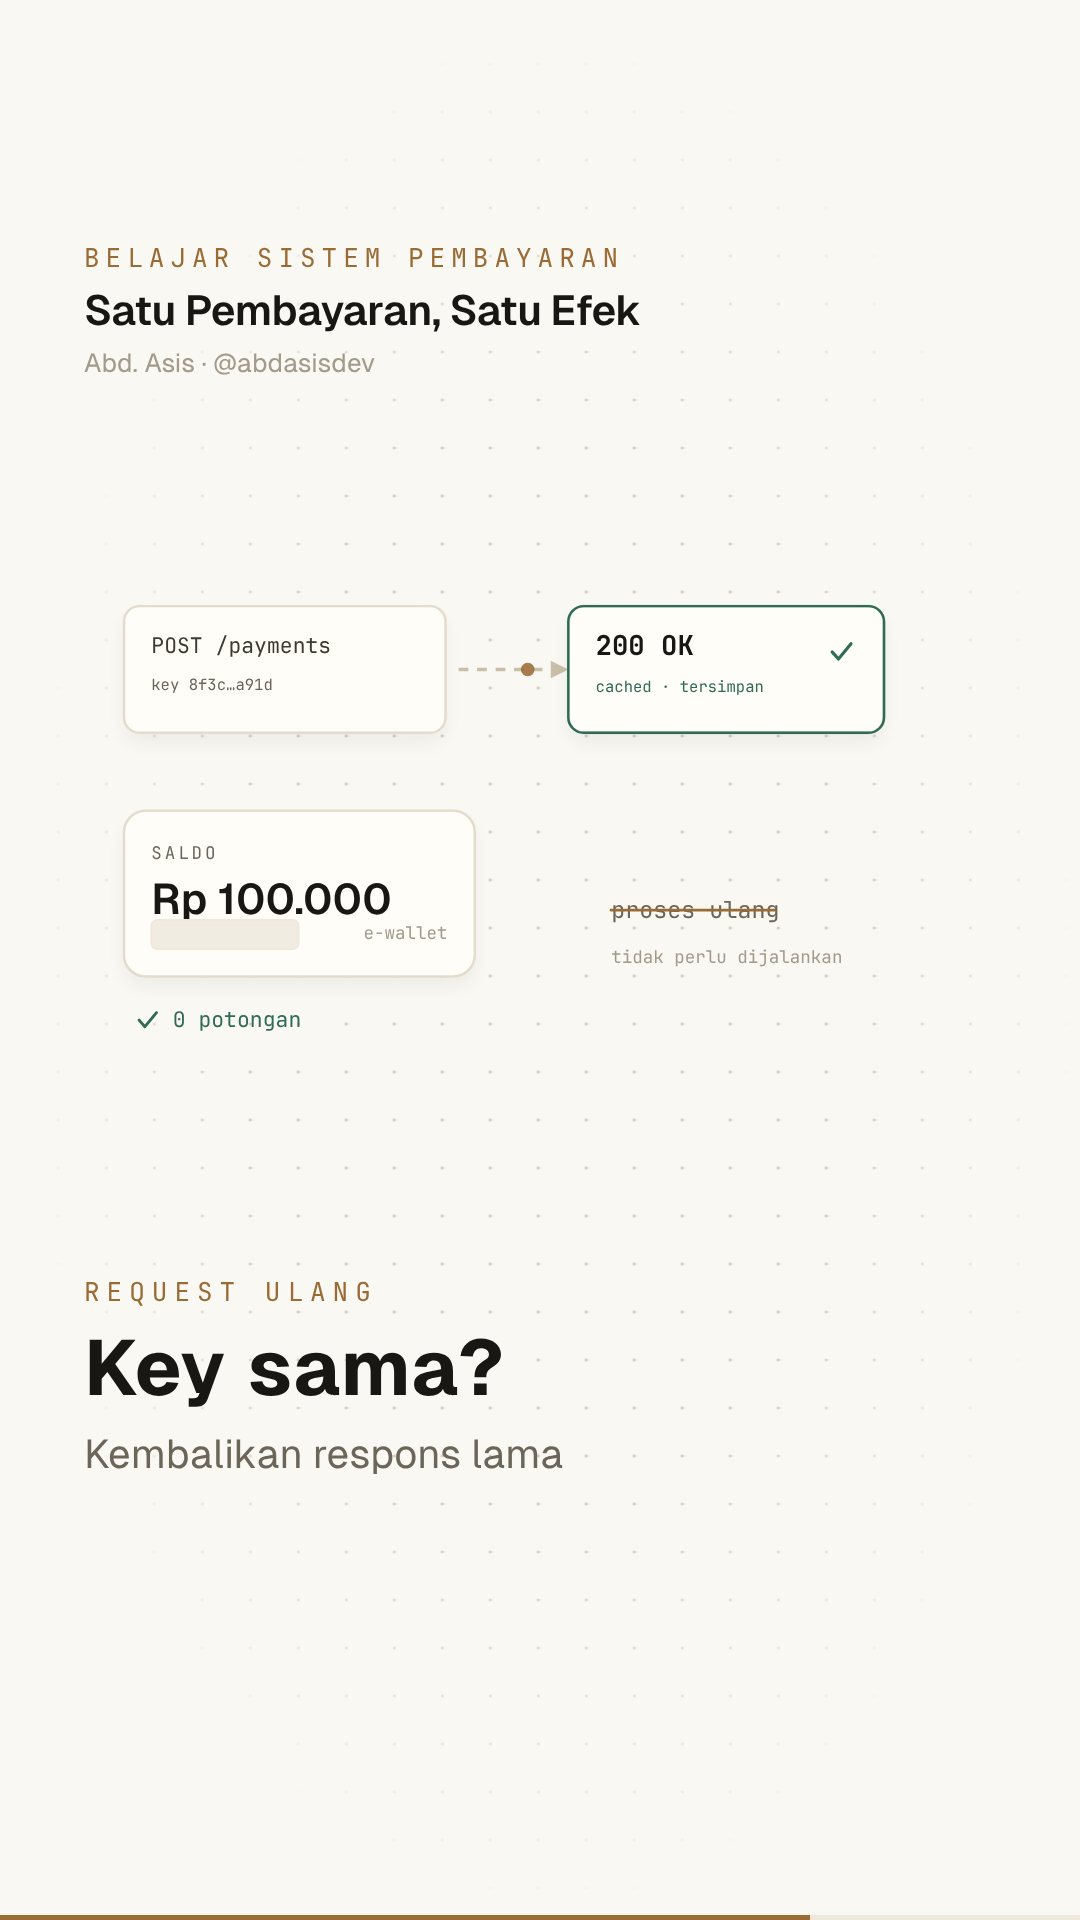 BELAJAR SISTEM PEMBAYARAN
Satu Pembayaran, Satu Efek
Abd. Asis · @abdasisdev
POST /payments
key 8f3c…a91d
200 OK
cached · tersimpan
SALDO
Rp 100.000
e-wallet
proses ulang
tidak perlu dijalankan
0 potongan
REQUEST ULANG
Key sama?
Kembalikan respons lama